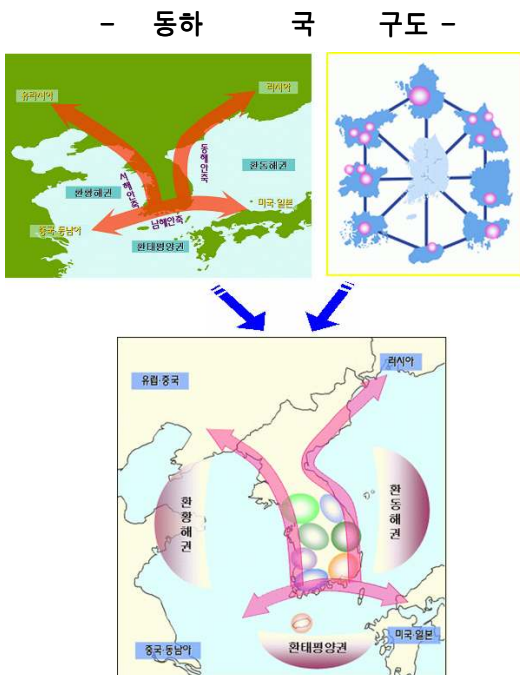 - 동하 국 구도 -
유라시아
러시아
동해안축
서해안축
환동해권
환황해권
미국·일본
남해안축
중국·동남아
환태평양권
러시아
유럽·중국
환황해권
환동해권
중국·동남아
미국·일본
환태평양권